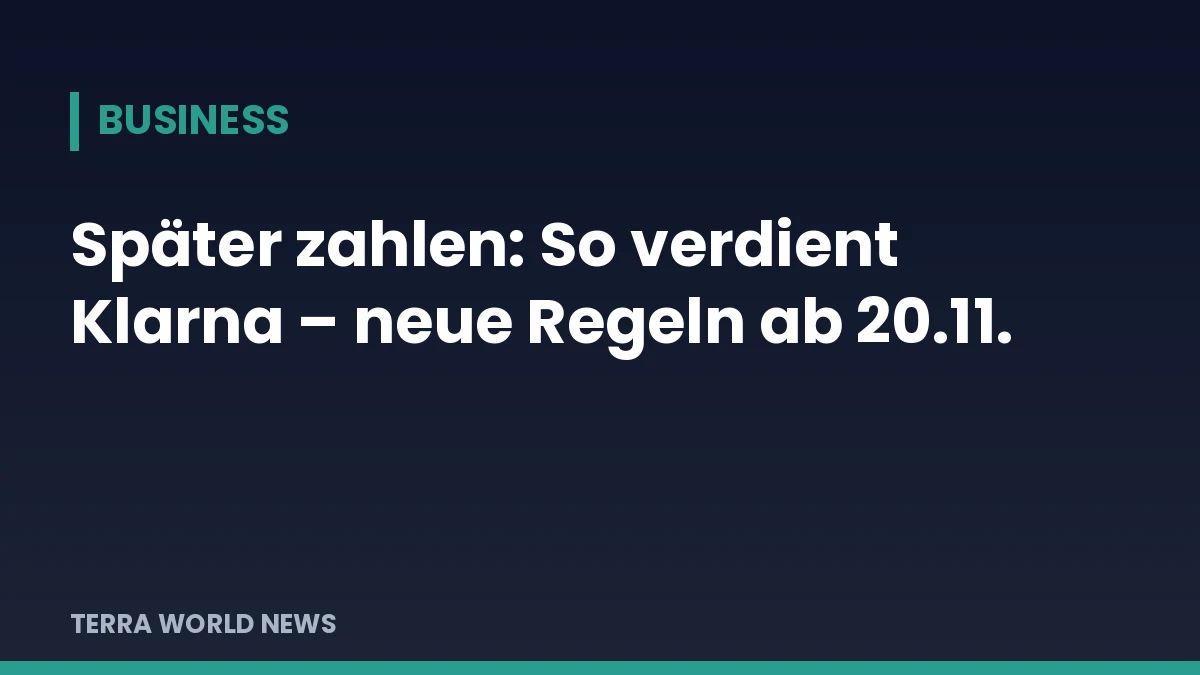 BUSINESS
Später zahlen: So verdient
Klarna – neue Regeln ab 20.11.
TERRA WORLD NEWS